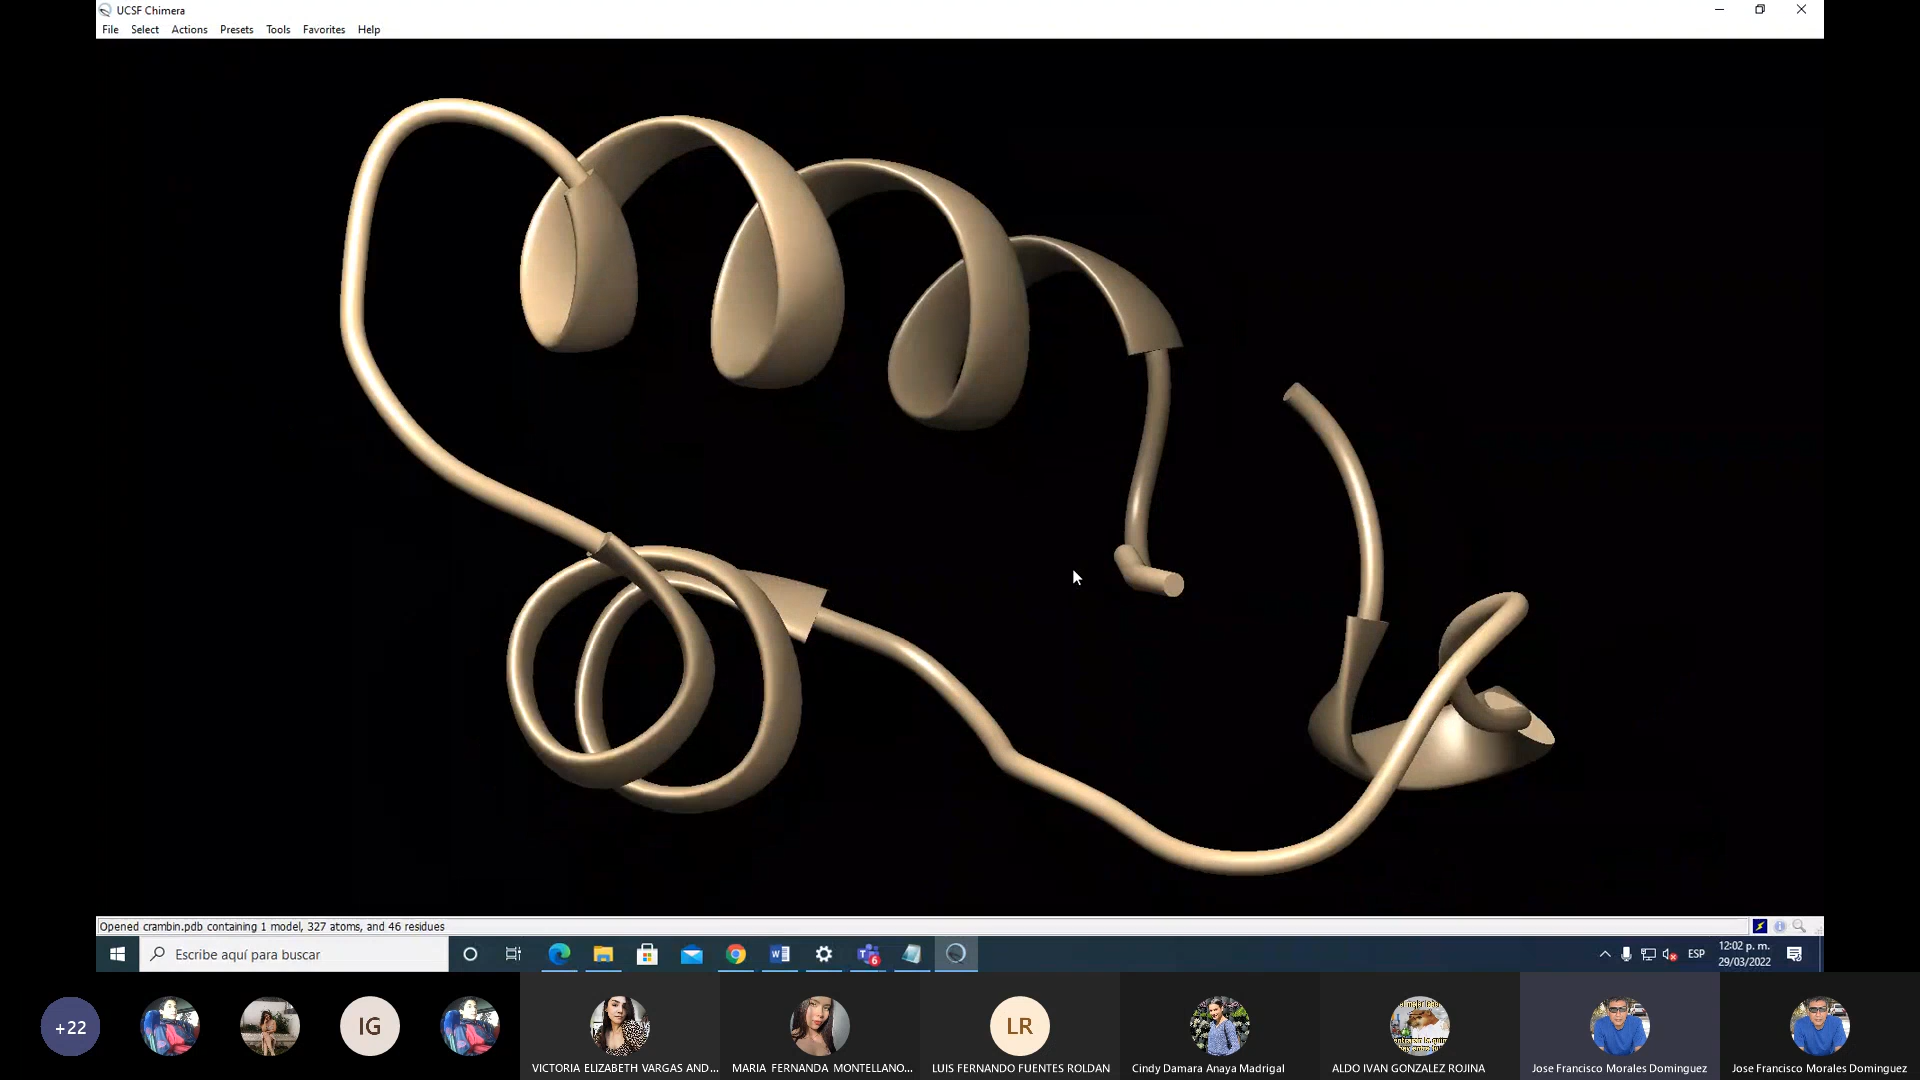 UCSF Chimera
File Select Actions Presets Tools Favorites Help
Opened crambin.pdb containing 1 model, 327 atoms, and 46 residues
Escribe aquí para buscar
6
ESP
12:02 p. m.
29/03/2022
+22
IG
LR
VICTORIA ELIZABETH VARGAS AND...
MARIA FERNANDA MONTELLANO...
LUIS FERNANDO FUENTES ROLDAN
Cindy Damara Anaya Madrigal
ALDO IVAN GONZALEZ ROJINA
Jose Francisco Morales Dominguez
Jose Francisco Morales Dominguez